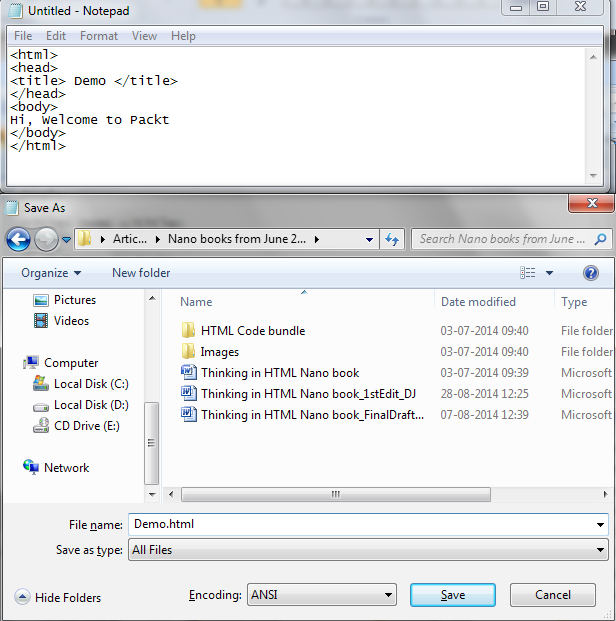 Untitled - Notepad
File Edit Format View Help
<html>
<head>
<title> Demo </title>
</head>
<body>
Hi, Welcome to Packt
</body>
</html>
Save As
Artic... Nano books from June 2... Search Nano books from June ...
Organize New folder
Name Date modified Type
Pictures
Videos
Computer
Local Disk (C:)
Local Disk (D:)
CD Drive (E:)
Network
HTML Code bundle 03-07-2014 09:40 File folder
Images 03-07-2014 09:40 File folder
Thinking in HTML Nano book 03-07-2014 09:39 Microsoft
Thinking in HTML Nano book_1stEdit_DJ 28-08-2014 12:25 Microsoft
Thinking in HTML Nano book_FinalDraft... 07-08-2014 12:39 Microsoft
File name: Demo.html
Save as type: All Files
Hide Folders Encoding: ANSI Save Cancel